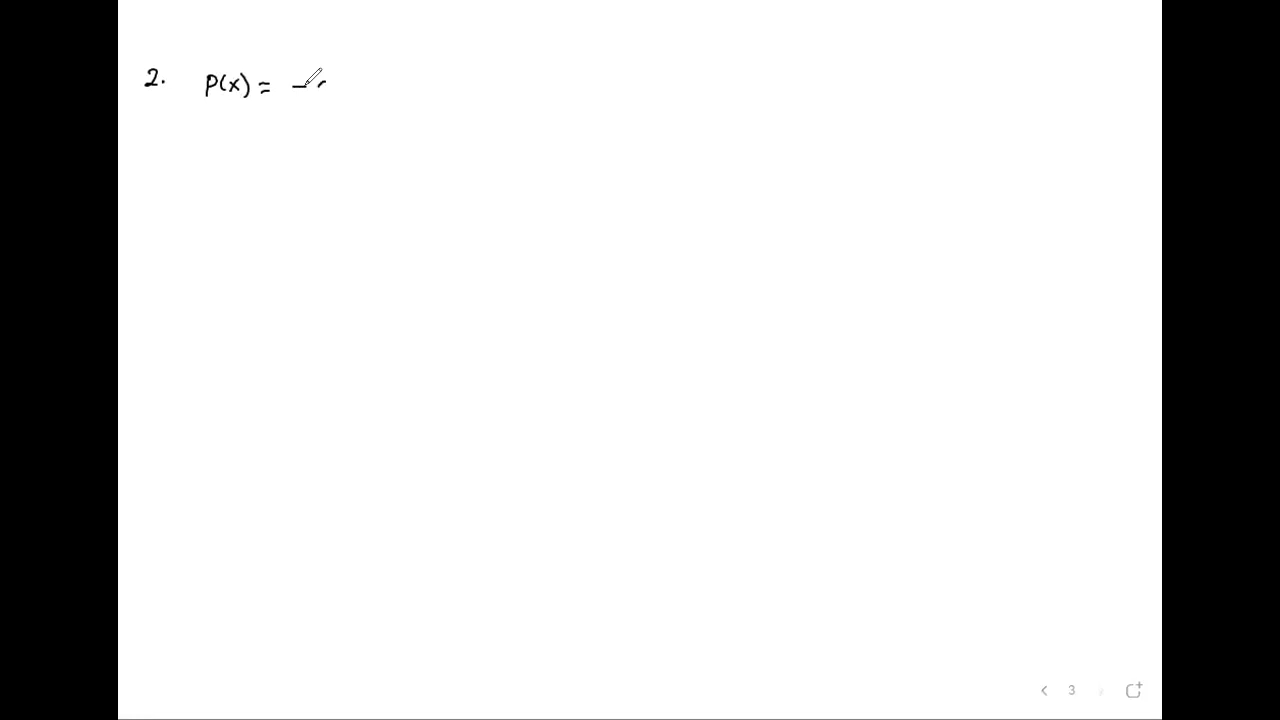 2. P(x) = -
3